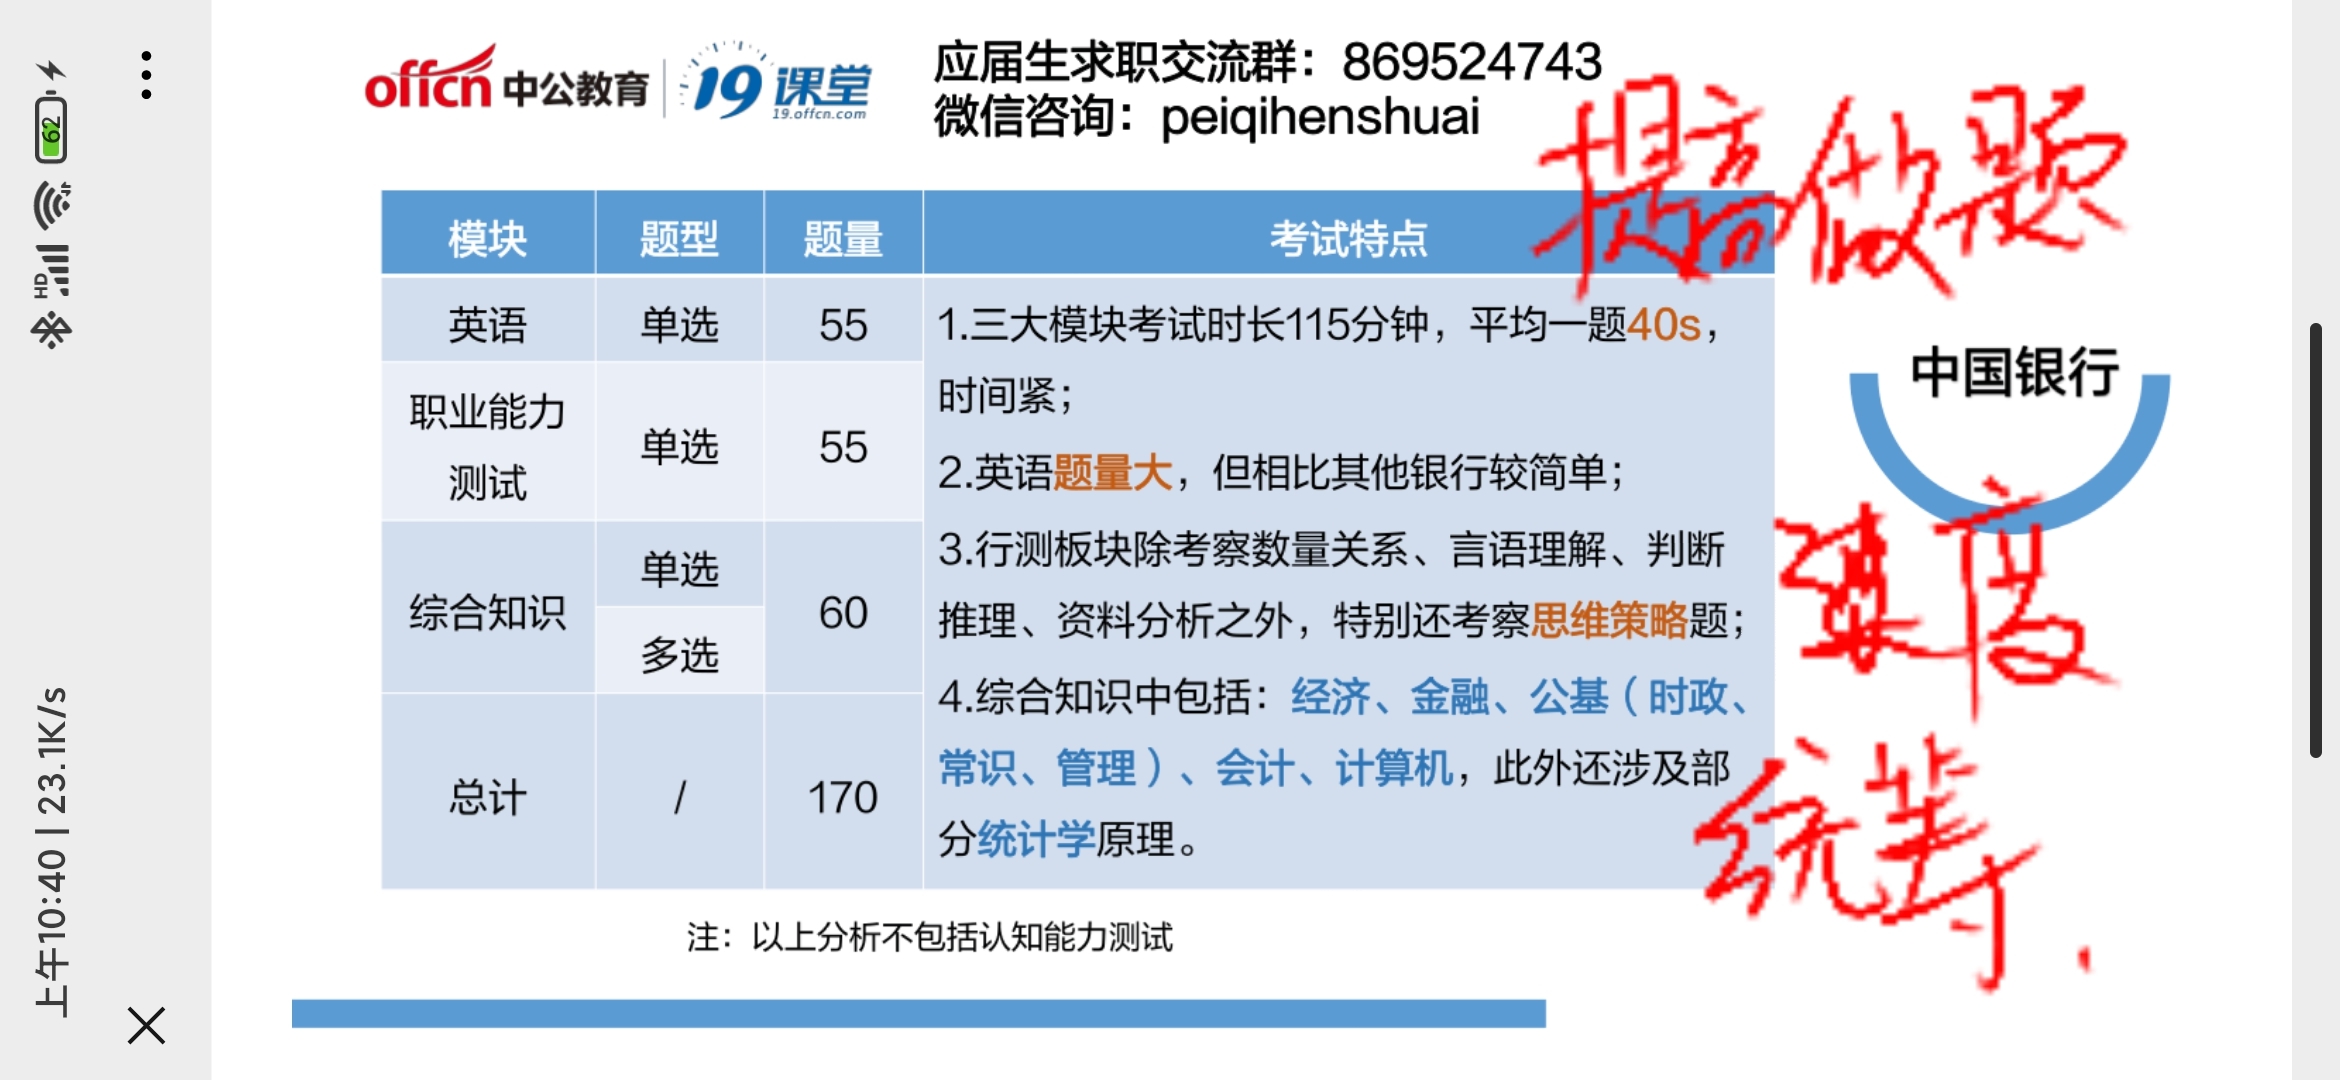 上午10:40 | 23.1K/s
HD
62
offcn 中公教育
19课堂
19.offcn.com
应届生求职交流群：869524743
微信咨询：peiqihenshuai
提高做题
速度
统考
模块 题型 题量 考试特点
英语 单选 55
职业能力
测试
单选 55
综合知识 单选
多选
60
总计 / 170
1.三大模块考试时长115分钟，平均一题40s，
时间紧；
2.英语题量大，但相比其他银行较简单；
3.行测板块除考察数量关系、言语理解、判断
推理、资料分析之外，特别还考察思维策略题；
4.综合知识中包括：经济、金融、公基（时政、
常识、管理）、会计、计算机，此外还涉及部
分统计学原理。
中国银行
注：以上分析不包括认知能力测试